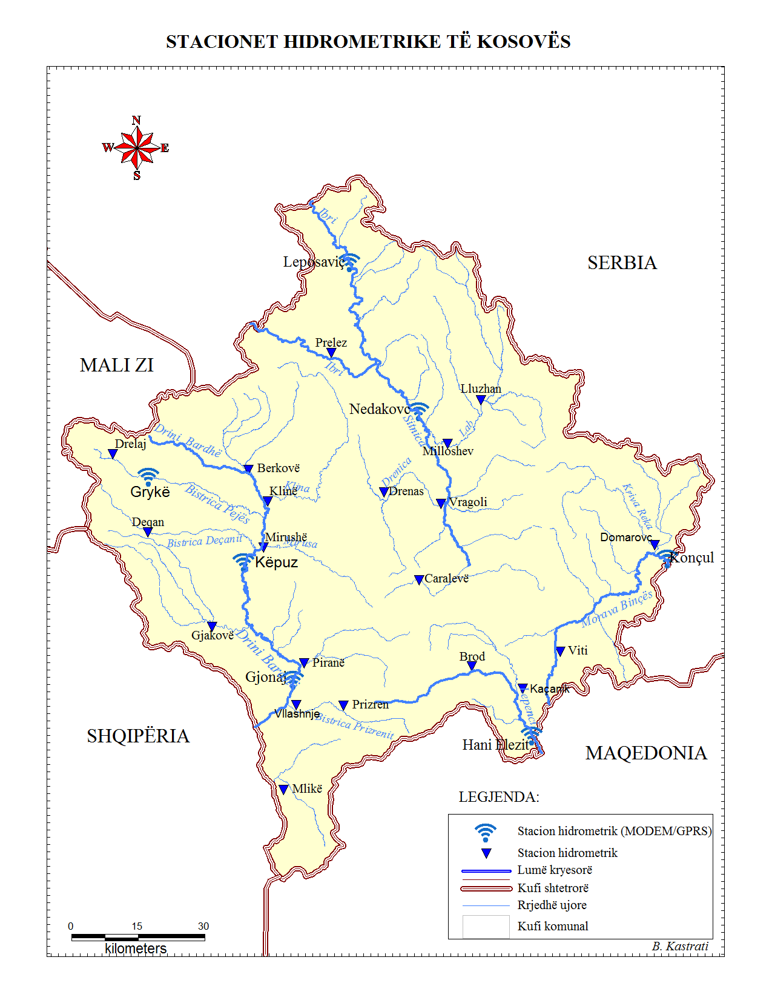 STACIONET HIDROMETRIKE TË KOSOVËS
N
W
E
S
Ibri
Leposaviç
SERBIA
Prelez
Ibri
MALI ZI
Lluzhan
Nedakovc
Sitnica
Lab
Drini Bardhë
Drelaj
Milloshev
Berkovë
Drenica
Grykë
Klinë
Klina
Bistrica Pejës
Drenas
Vragoli
Kriva Reka
Deqan
Bistrica Deçanit
Mirushë
Mirusa
Domarovc
Konçul
Këpuz
Caralevë
Morava Binçës
Gjakovë
Drini Bardhë
Viti
Brod
Piranë
Gjonaj
Kaçanik
Prizren
Vllashnje
Bistrica Prizrenit
Lepenci
SHQIPËRIA
Hani Elezit
MAQEDONIA
Mlikë
LEGJENDA:
Stacion hidrometrik (MODEM/GPRS)
Stacion hidrometrik
Lumë kryesorë
Kufi shtetrorë
Rrjedhë ujore
Kufi komunal
0 15 30
kilometers
B. Kastrati